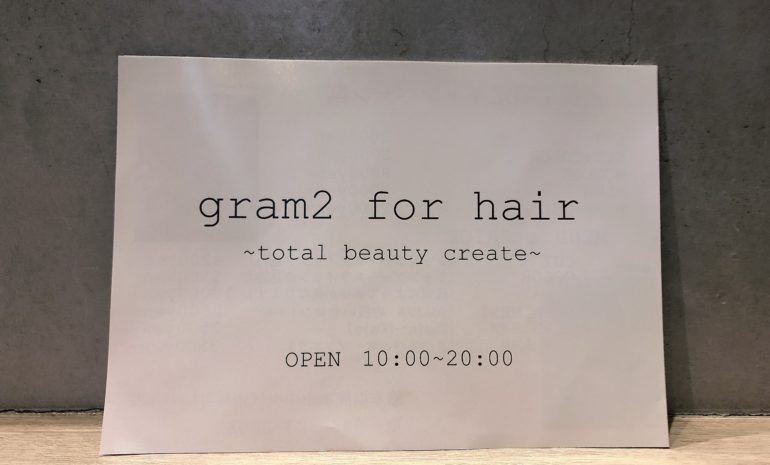 gram2 for hair
~total beauty create~
OPEN 10:00~20:00